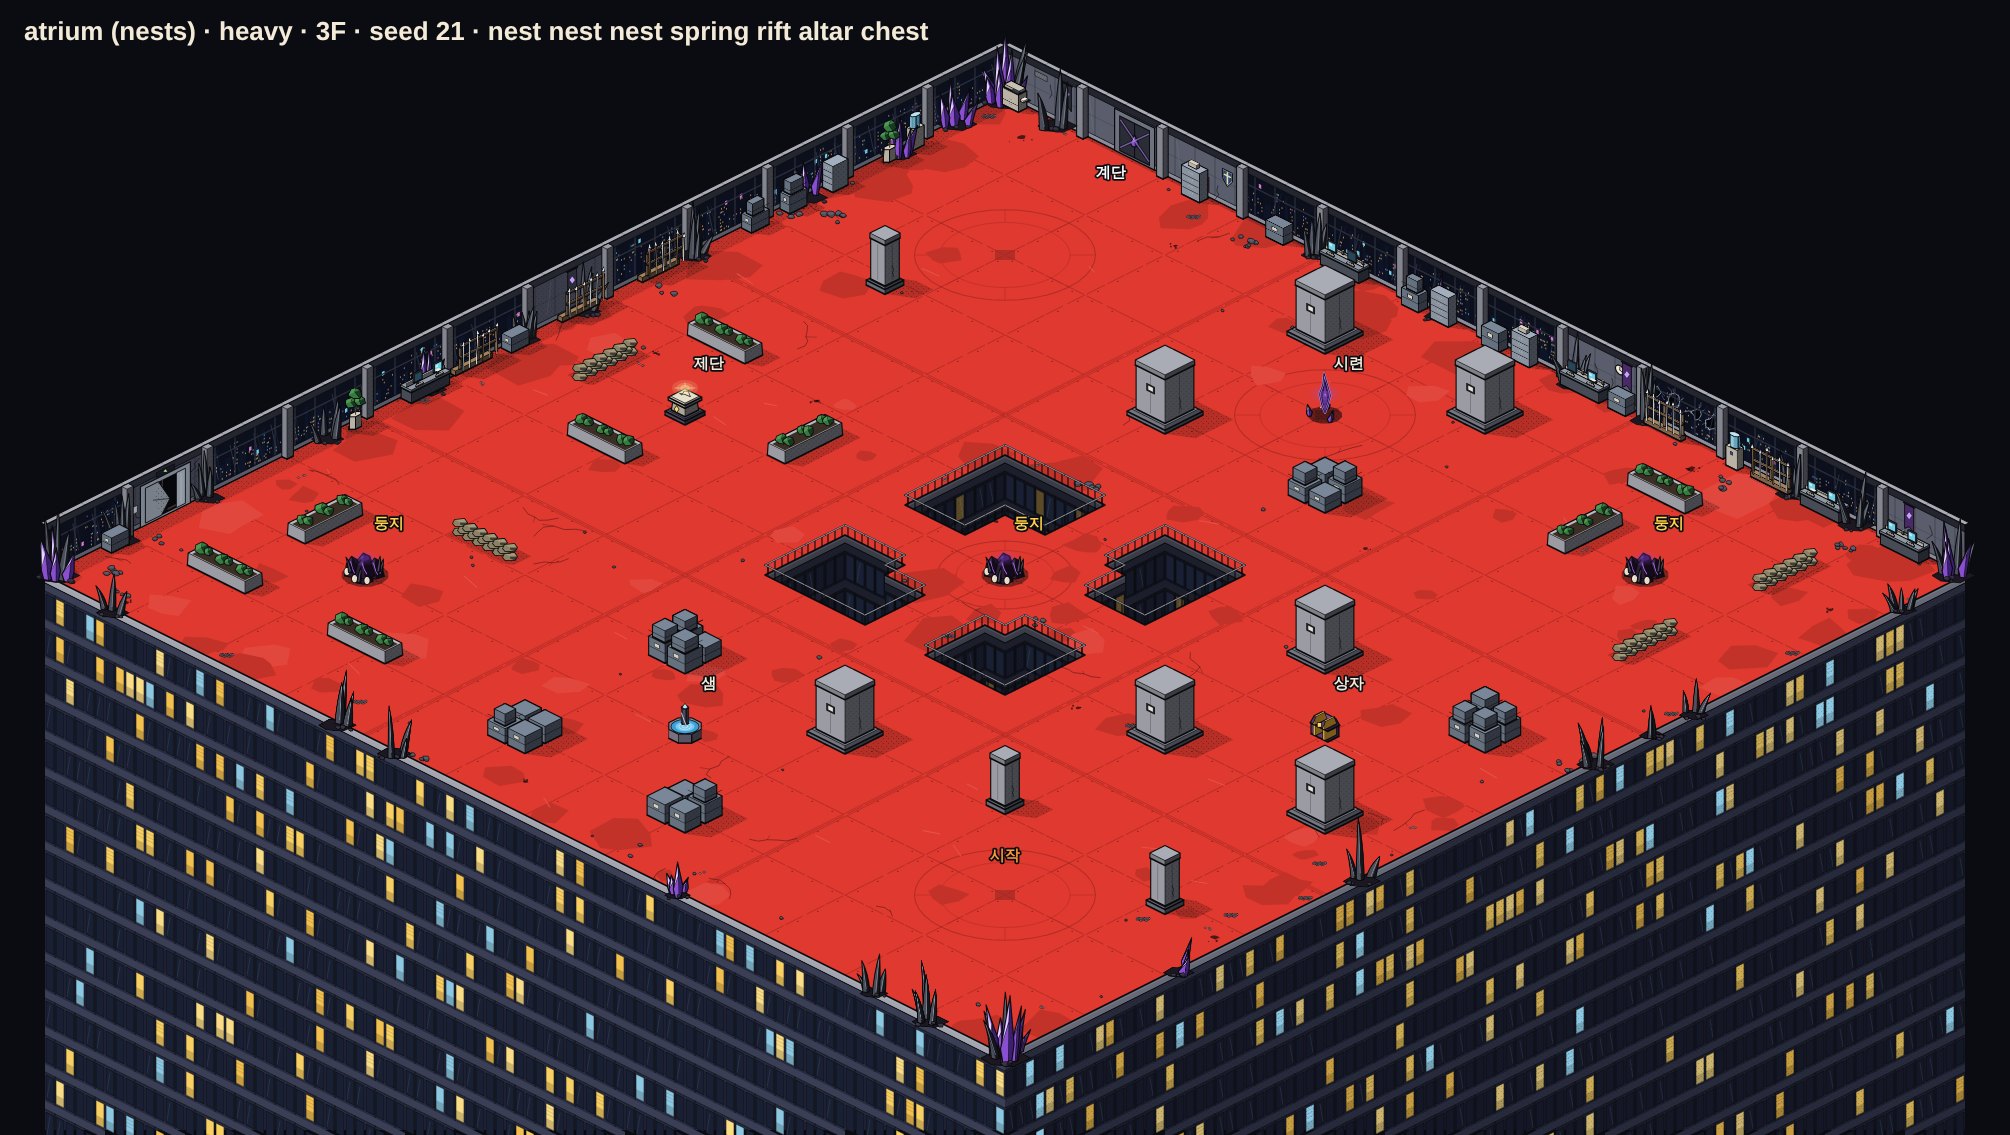 atrium (nests) · heavy · 3F · seed 21 · nest nest nest spring rift altar chest
계단
제단
시련
둥지
둥지
둥지
샘
상자
시작